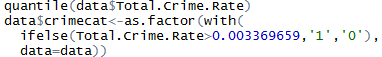 quantile(data$Total.Crime.Rate)
data$crimecat<-as.factor(with(
ifelse(Total.Crime.Rate>0.003369659,'1','0'),
data=data))